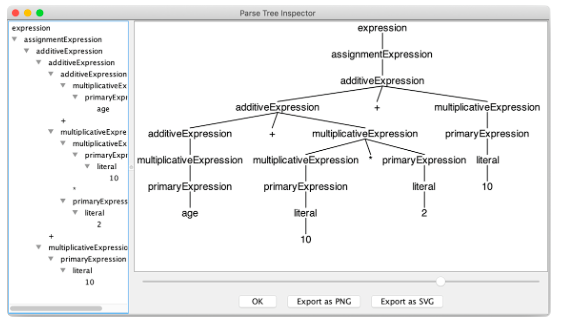 Parse Tree Inspector
expression
assignmentExpression
additiveExpression
additiveExpression
additiveExpression
multiplicativeExpression
primaryExpr
age
+
multiplicativeExpre
multiplicativeEx
primaryExpr
literal
10
*
primaryExpress
literal
2
+
multiplicativeExpressio
primaryExpression
literal
10
expression
assignmentExpression
additiveExpression
additiveExpression + multiplicativeExpression
additiveExpression + multiplicativeExpression primaryExpression
multiplicativeExpression multiplicativeExpression * primaryExpression literal
primaryExpression primaryExpression literal 10
age literal 2
10
OK Export as PNG Export as SVG